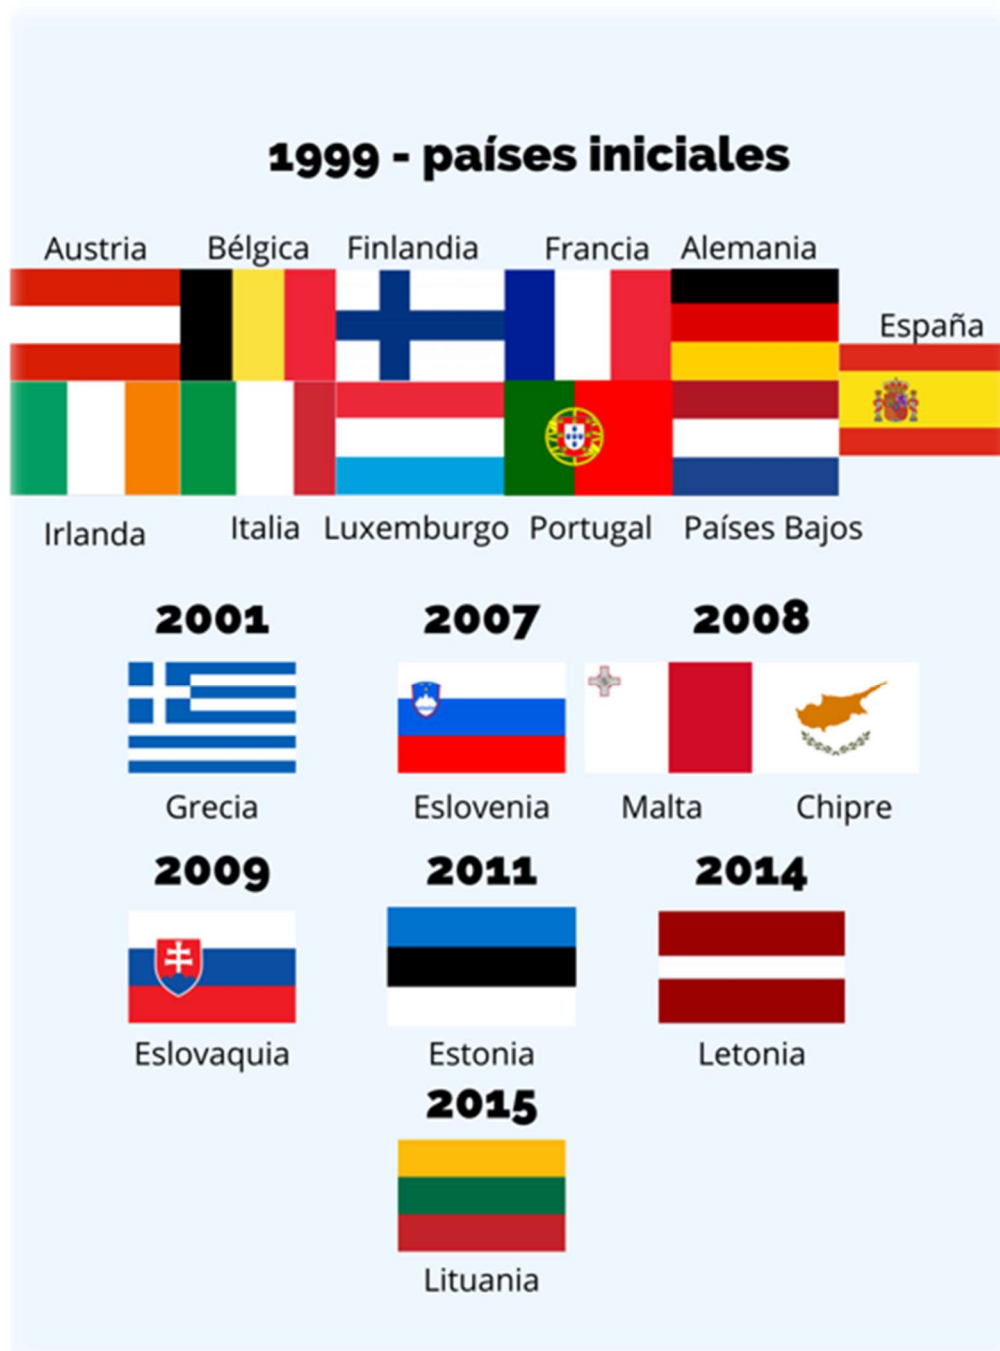 1999 - países iniciales
Austria Bélgica Finlandia Francia Alemania
España
Irlanda Italia Luxemburgo Portugal Países Bajos
2001 2007 2008
Grecia Eslovenia Malta Chipre
2009 2011 2014
Eslovaquia Estonia Letonia
2015
Lituania